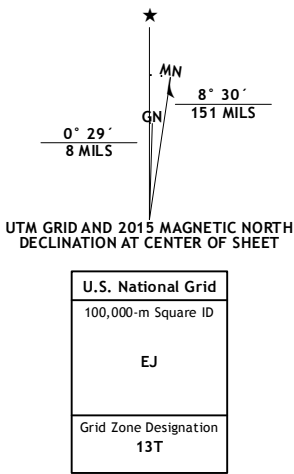 ★
MN
GN
8° 30´
151 MILS
0° 29´
8 MILS
UTM GRID AND 2015 MAGNETIC NORTH
DECLINATION AT CENTER OF SHEET
U.S. National Grid
100,000-m Square ID
EJ
Grid Zone Designation
13T